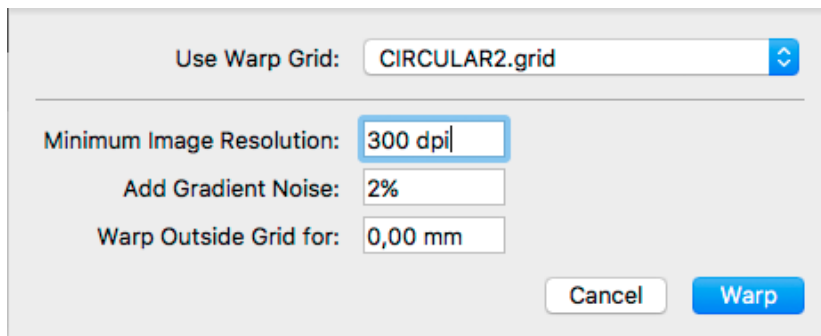 Use Warp Grid: CIRCULAR2.grid
Minimum Image Resolution: 300 dpi
Add Gradient Noise: 2%
Warp Outside Grid for: 0,00 mm
Cancel Warp